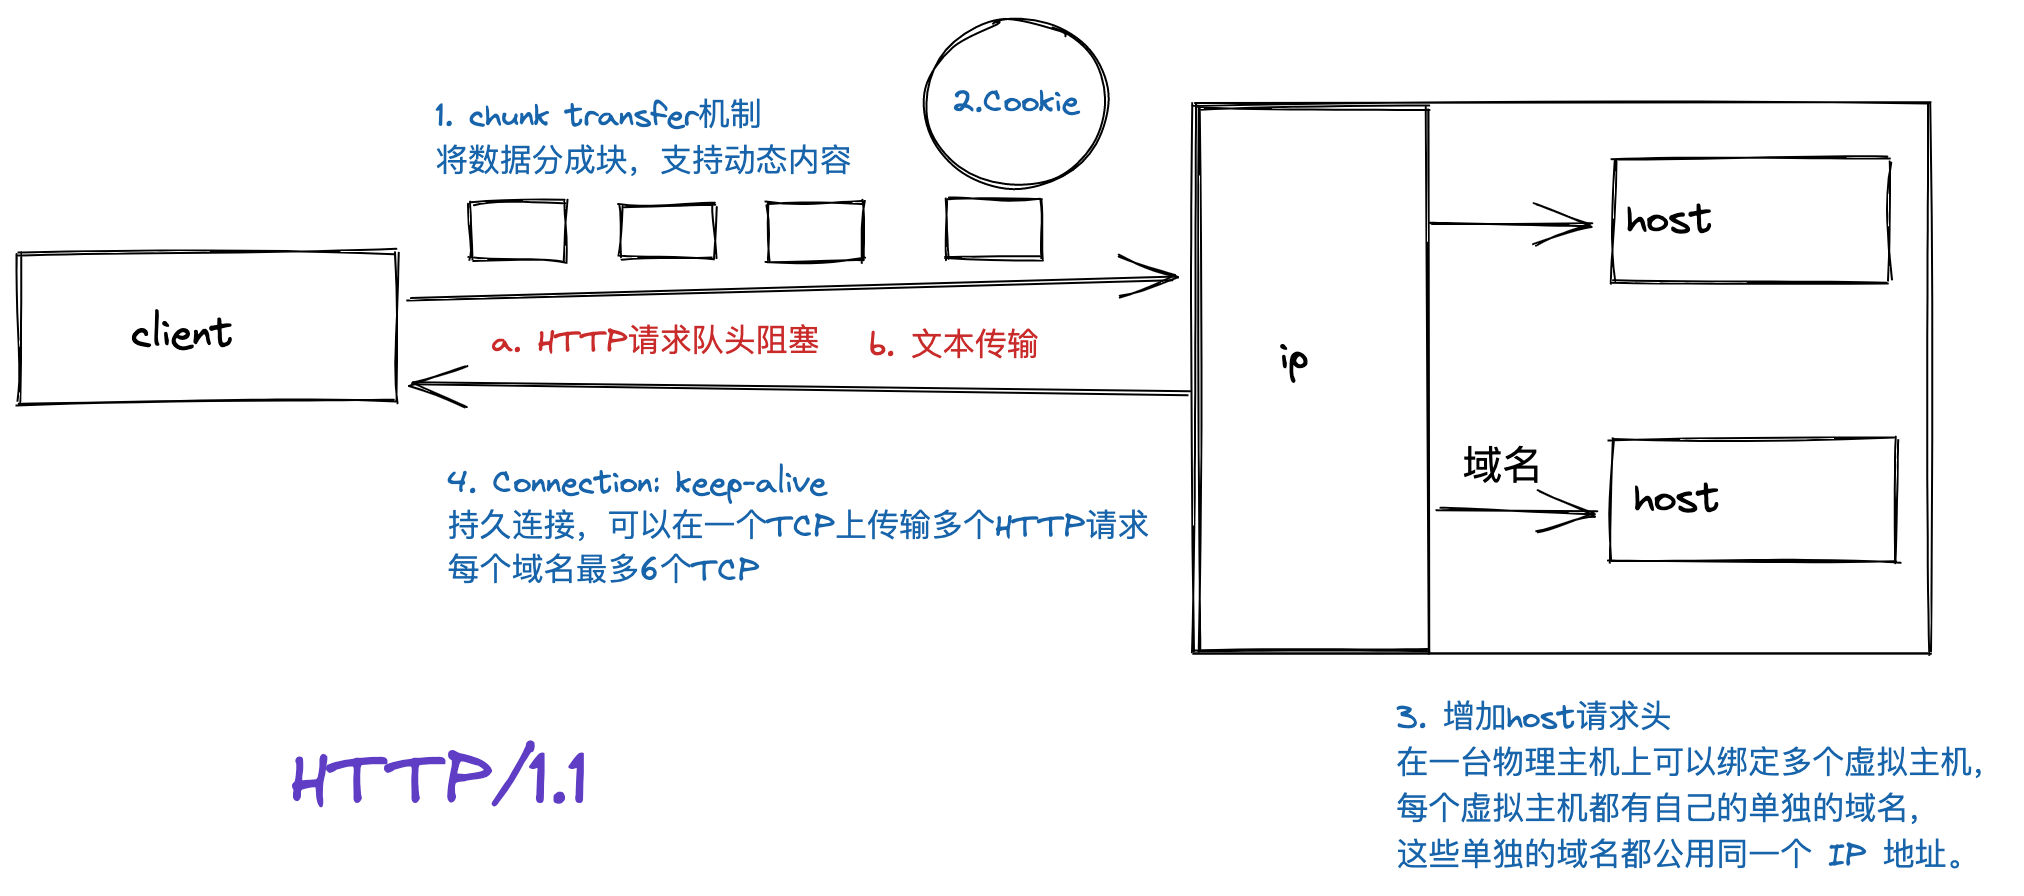 2.Cookie
1. chunk transfer机制
将数据分成块，支持动态内容
host
client
a. HTTP请求队头阻塞
b. 文本传输
ip
域名
host
4. Connection: keep-alive
持久连接，可以在一个TCP上传输多个HTTP请求
每个域名最多6个TCP
HTTP/1.1
3. 增加host请求头
在一台物理主机上可以绑定多个虚拟主机，
每个虚拟主机都有自己的单独的域名，
这些单独的域名都公用同一个 IP 地址。